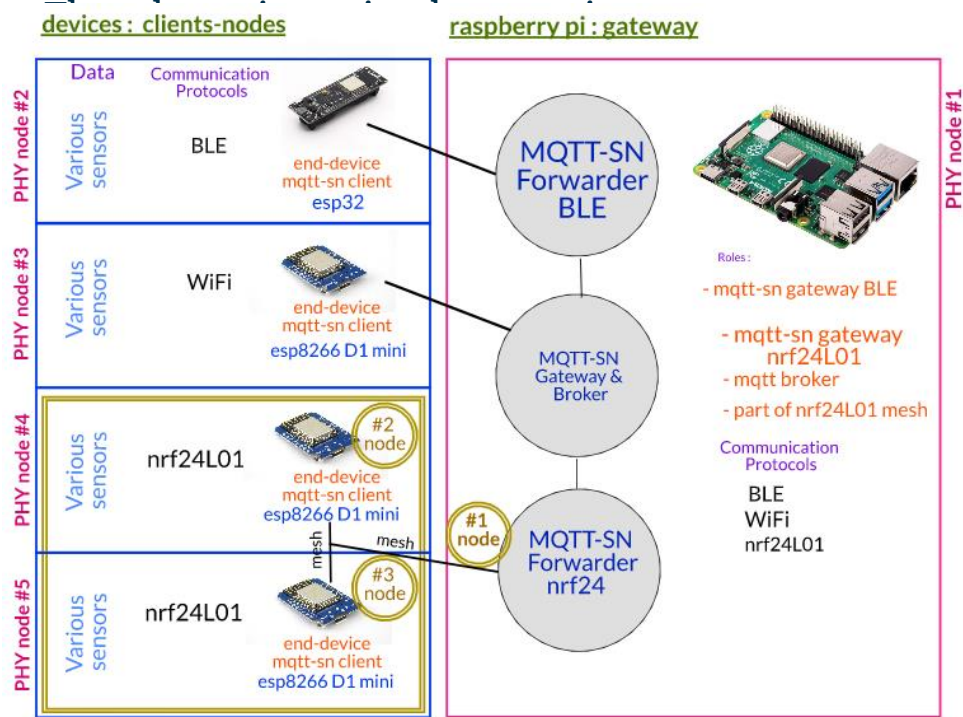 devices : clients-nodes
raspberry pi : gateway
PHY node #2
Data
Communication
Protocols
Various
sensors
BLE
end-device
mqtt-sn client
esp32
PHY node #3
Various
sensors
WiFi
end-device
mqtt-sn client
esp8266 D1 mini
PHY node #4
Various
sensors
nrf24L01
#2
node
end-device
mqtt-sn client
esp8266 D1 mini
mesh
mesh
PHY node #5
Various
sensors
nrf24L01
#3
node
end-device
mqtt-sn client
esp8266 D1 mini
MQTT-SN
Forwarder
BLE
MQTT-SN
Gateway &
Broker
#1
node
MQTT-SN
Forwarder
nrf24
PHY node #1
Roles :
- mqtt-sn gateway BLE
- mqtt-sn gateway
nrf24L01
- mqtt broker
- part of nrf24L01 mesh
Communication
Protocols
BLE
WiFi
nrf24L01